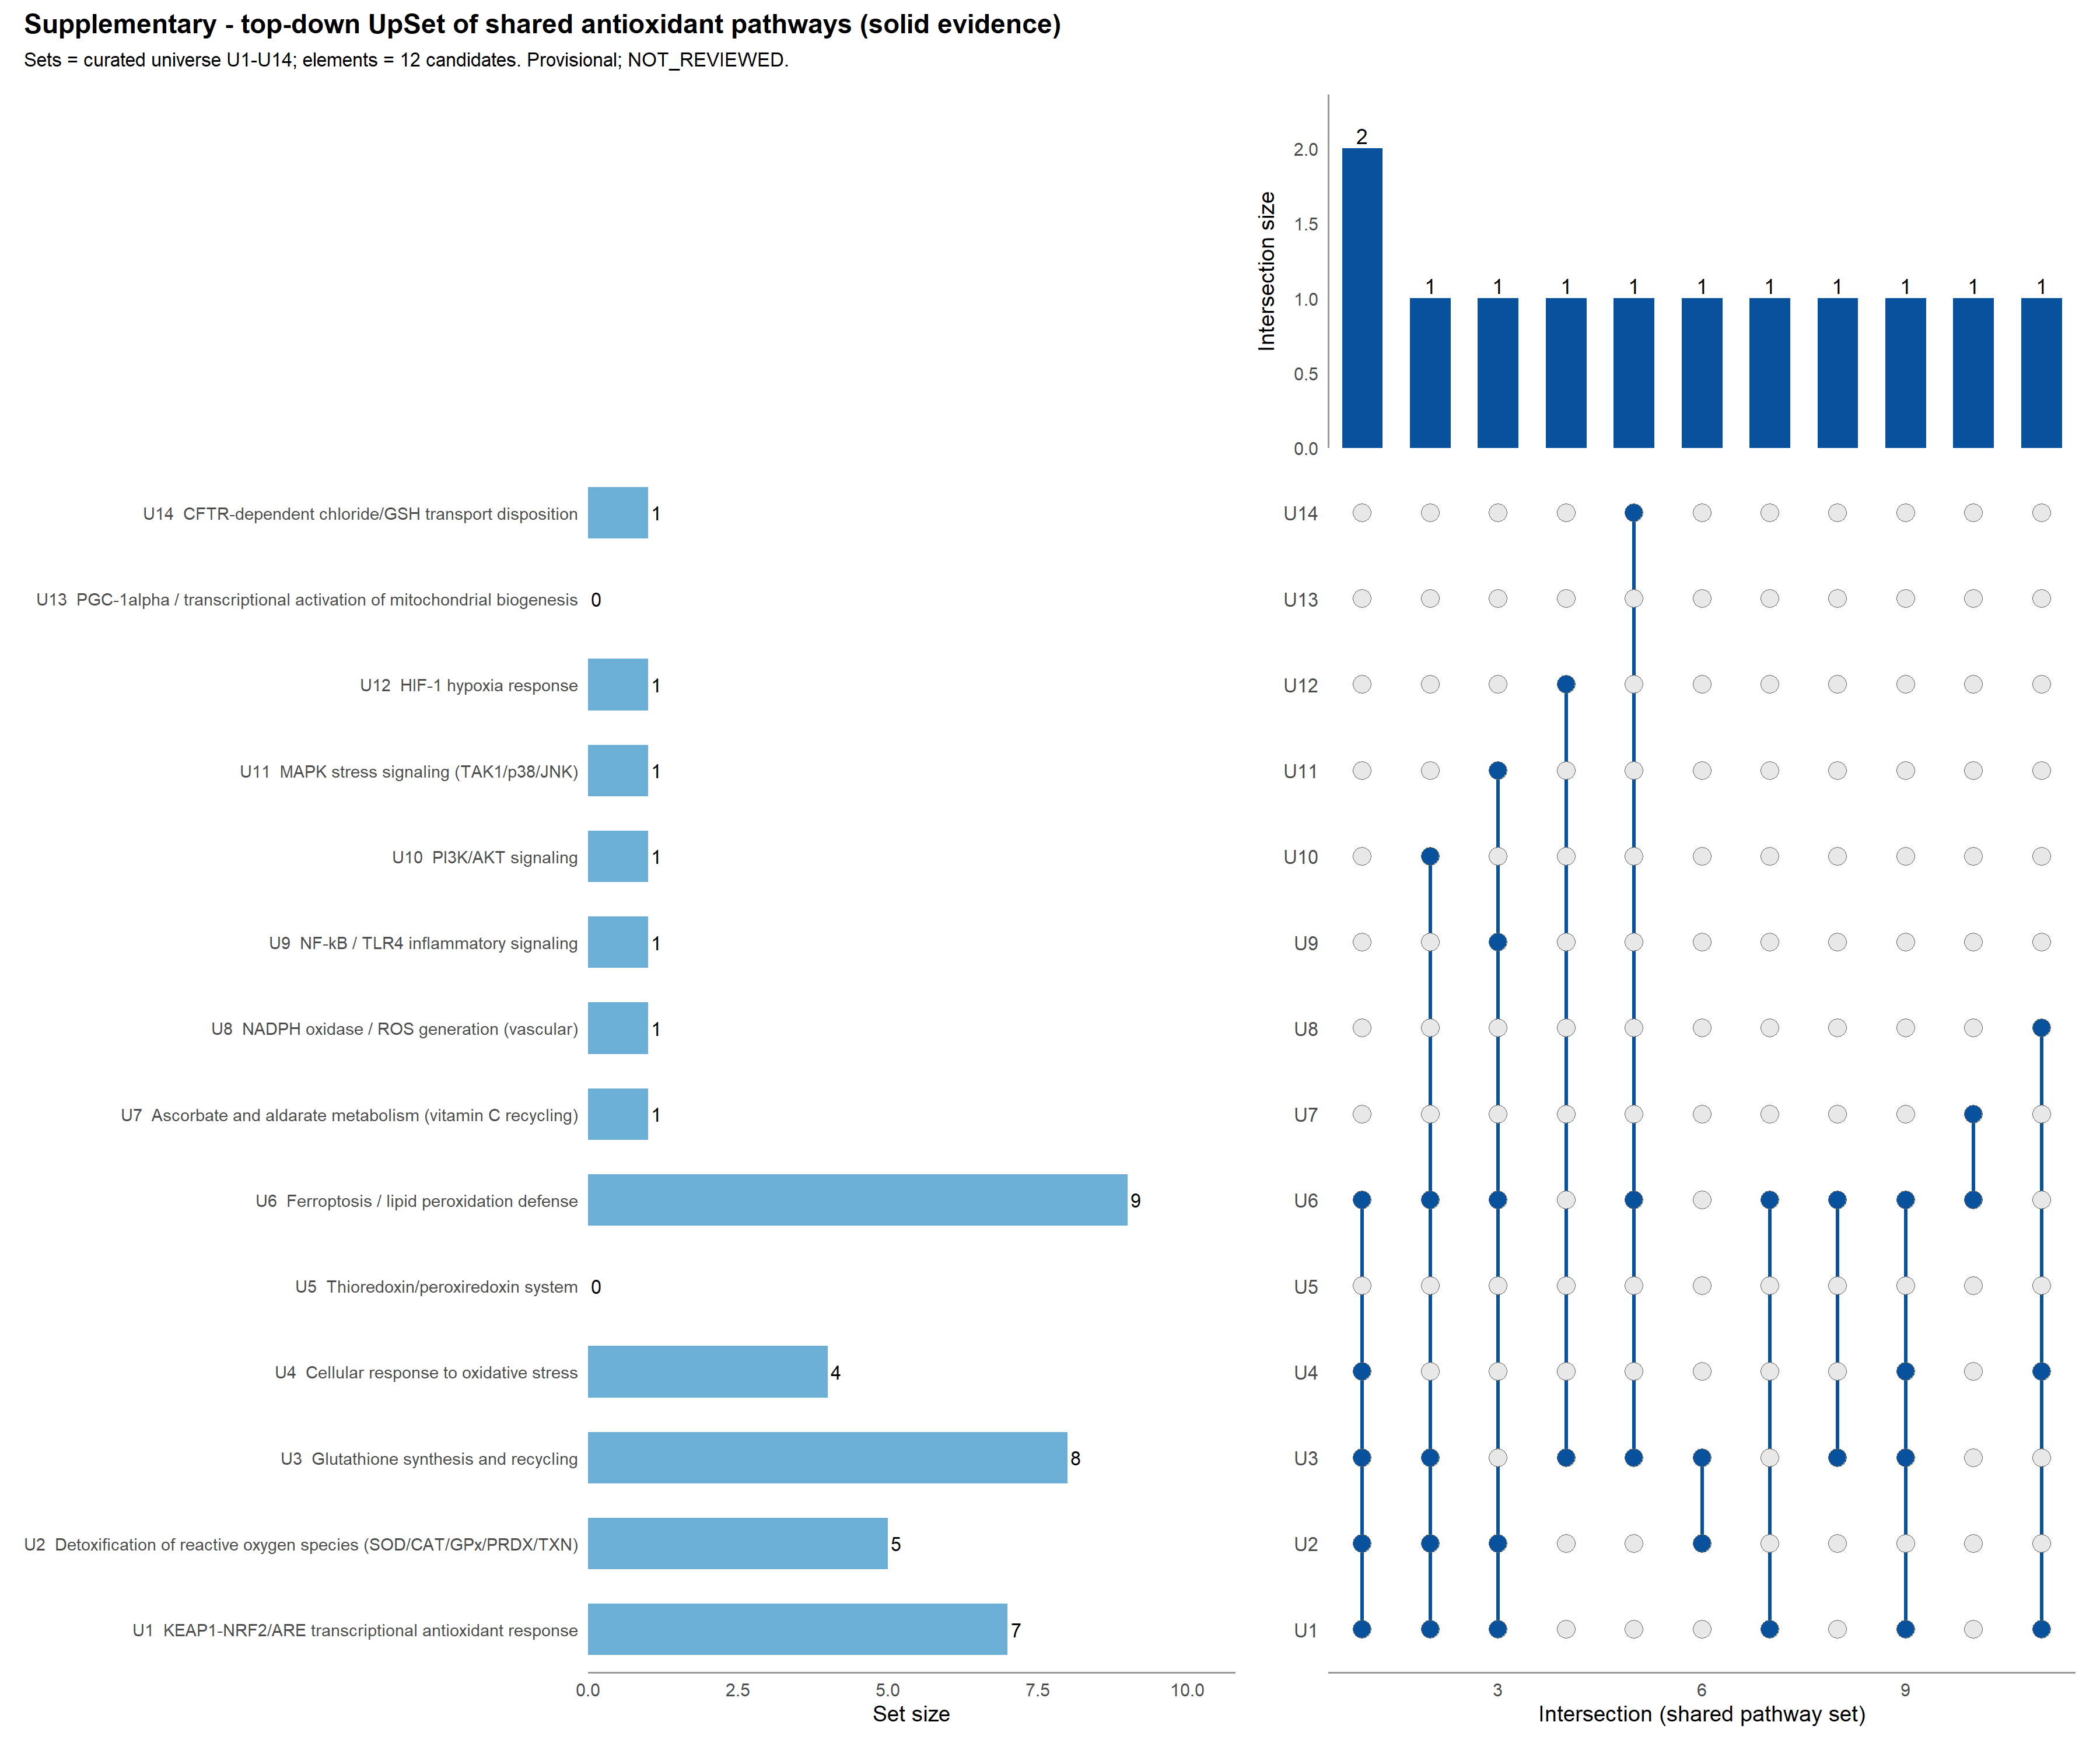 Supplementary - top-down UpSet of shared antioxidant pathways (solid evidence)
Sets = curated universe U1-U14; elements = 12 candidates. Provisional; NOT_REVIEWED.
Intersection size
2.0
1.5
1.0
0.5
0.0
2
1
1
1
1
1
1
1
1
1
1
U14 CFTR-dependent chloride/GSH transport disposition
1
U13 PGC-1alpha / transcriptional activation of mitochondrial biogenesis
0
U12 HIF-1 hypoxia response
1
U11 MAPK stress signaling (TAK1/p38/JNK)
1
U10 PI3K/AKT signaling
1
U9 NF-kB / TLR4 inflammatory signaling
1
U8 NADPH oxidase / ROS generation (vascular)
1
U7 Ascorbate and aldarate metabolism (vitamin C recycling)
1
U6 Ferroptosis / lipid peroxidation defense
9
U5 Thioredoxin/peroxiredoxin system
0
U4 Cellular response to oxidative stress
4
U3 Glutathione synthesis and recycling
8
U2 Detoxification of reactive oxygen species (SOD/CAT/GPx/PRDX/TXN)
5
U1 KEAP1-NRF2/ARE transcriptional antioxidant response
7
0.0 2.5 5.0 7.5 10.0
Set size
U14
U13
U12
U11
U10
U9
U8
U7
U6
U5
U4
U3
U2
U1
3 6 9
Intersection (shared pathway set)